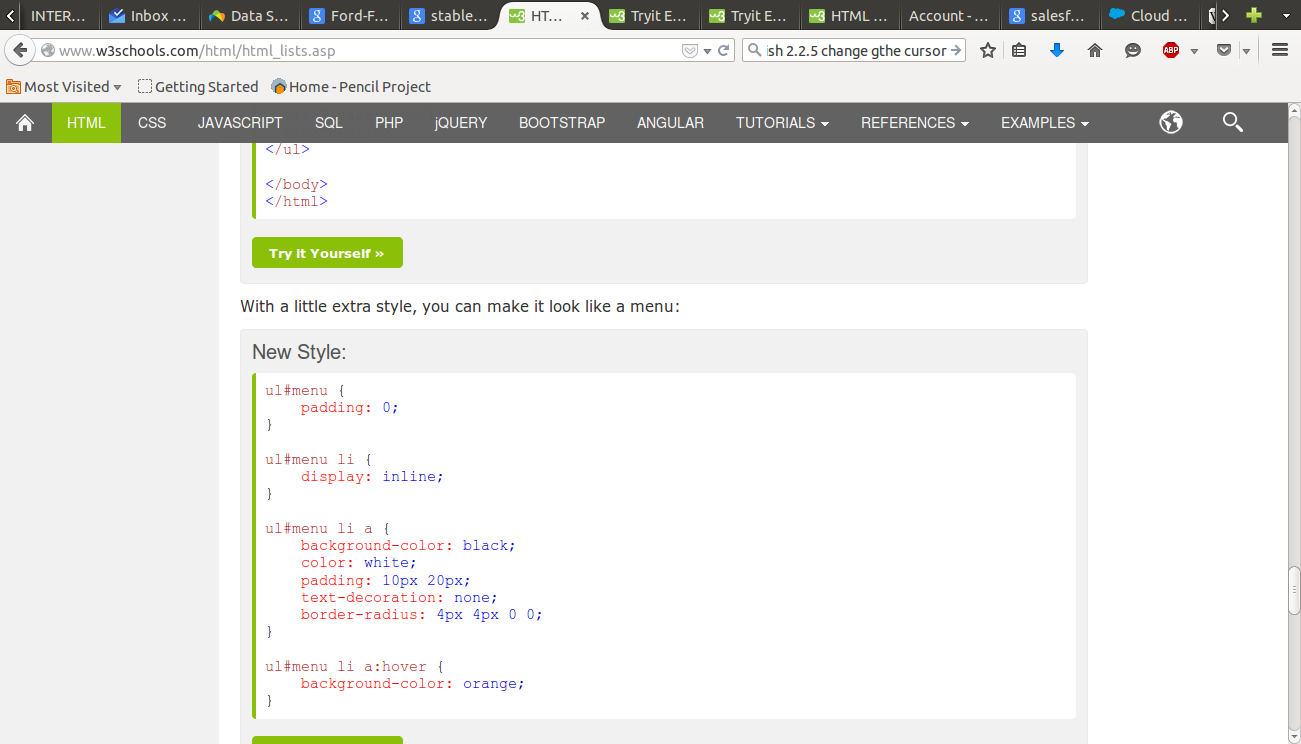 INTER... Inbox ... Data S... Ford-F... stable... HT... Tryit E... Tryit E... HTML ... Account - ... salesf... Cloud ...
www.w3schools.com/html/html_lists.asp ish 2.2.5 change gthe cursor ABP
Most Visited Getting Started Home - Pencil Project
HTML CSS JAVASCRIPT SQL PHP jQUERY BOOTSTRAP ANGULAR TUTORIALS REFERENCES EXAMPLES
</ul>
</body>
</html>
Try it Yourself »
With a little extra style, you can make it look like a menu:
New Style:
ul#menu {
    padding: 0;
}
ul#menu li {
    display: inline;
}
ul#menu li a {
    background-color: black;
    color: white;
    padding: 10px 20px;
    text-decoration: none;
    border-radius: 4px 4px 0 0;
}
ul#menu li a:hover {
    background-color: orange;
}